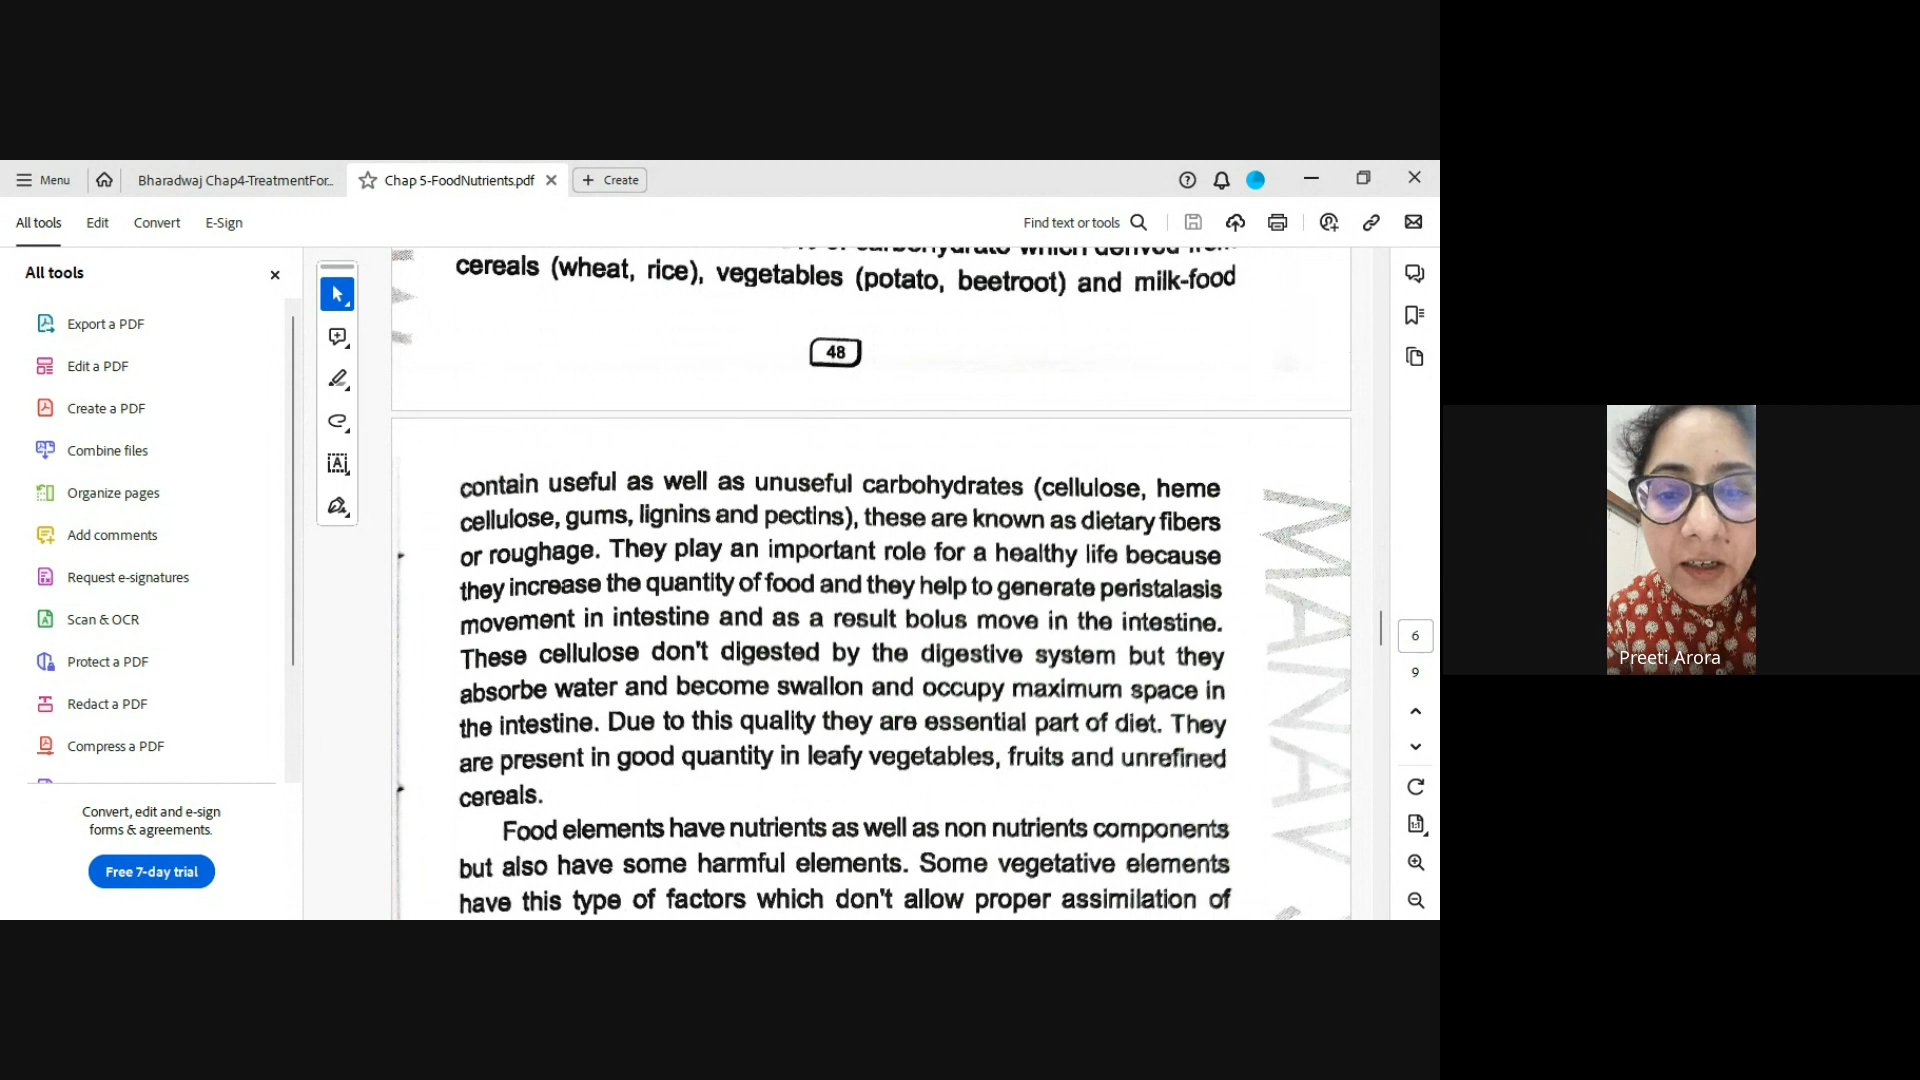 Menu
Bharadwaj Chap4-TreatmentFor...
Chap 5-FoodNutrients.pdf
Create
All tools
Edit
Convert
E-Sign
Find text or tools
All tools
Export a PDF
Edit a PDF
Create a PDF
Combine files
Organize pages
Add comments
Request e-signatures
Scan & OCR
Protect a PDF
Redact a PDF
Compress a PDF
Convert, edit and e-sign
forms & agreements.
Free 7-day trial
of carbohydrate which derived from
cereals (wheat, rice), vegetables (potato, beetroot) and milk-food
48
contain useful as well as unuseful carbohydrates (cellulose, heme
cellulose, gums, lignins and pectins), these are known as dietary fibers
or roughage. They play an important role for a healthy life because
they increase the quantity of food and they help to generate peristalasis
movement in intestine and as a result bolus move in the intestine.
These cellulose don't digested by the digestive system but they
absorbe water and become swallon and occupy maximum space in
the intestine. Due to this quality they are essential part of diet. They
are present in good quantity in leafy vegetables, fruits and unrefined
cereals.
Food elements have nutrients as well as non nutrients components
but also have some harmful elements. Some vegetative elements
have this type of factors which don't allow proper assimilation of
MANAV
6
9
Preeti Arora